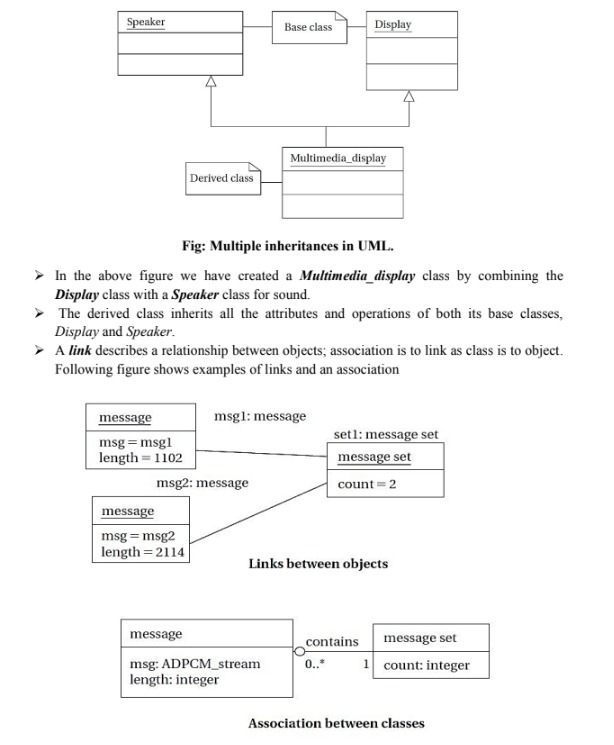 Speaker
Base class
Display
Multimedia_display
Derived class
Fig: Multiple inheritances in UML.
➢ In the above figure we have created a Multimedia_display class by combining the
Display class with a Speaker class for sound.
➢ The derived class inherits all the attributes and operations of both its base classes,
Display and Speaker.
➢ A link describes a relationship between objects; association is to link as class is to object.
Following figure shows examples of links and an association
message
msg = msg1
length = 1102
msg1: message
set1: message set
message set
count = 2
msg2: message
message
msg = msg2
length = 2114
Links between objects
message
msg: ADPCM_stream
length: integer
contains
0..*
1
message set
count: integer
Association between classes